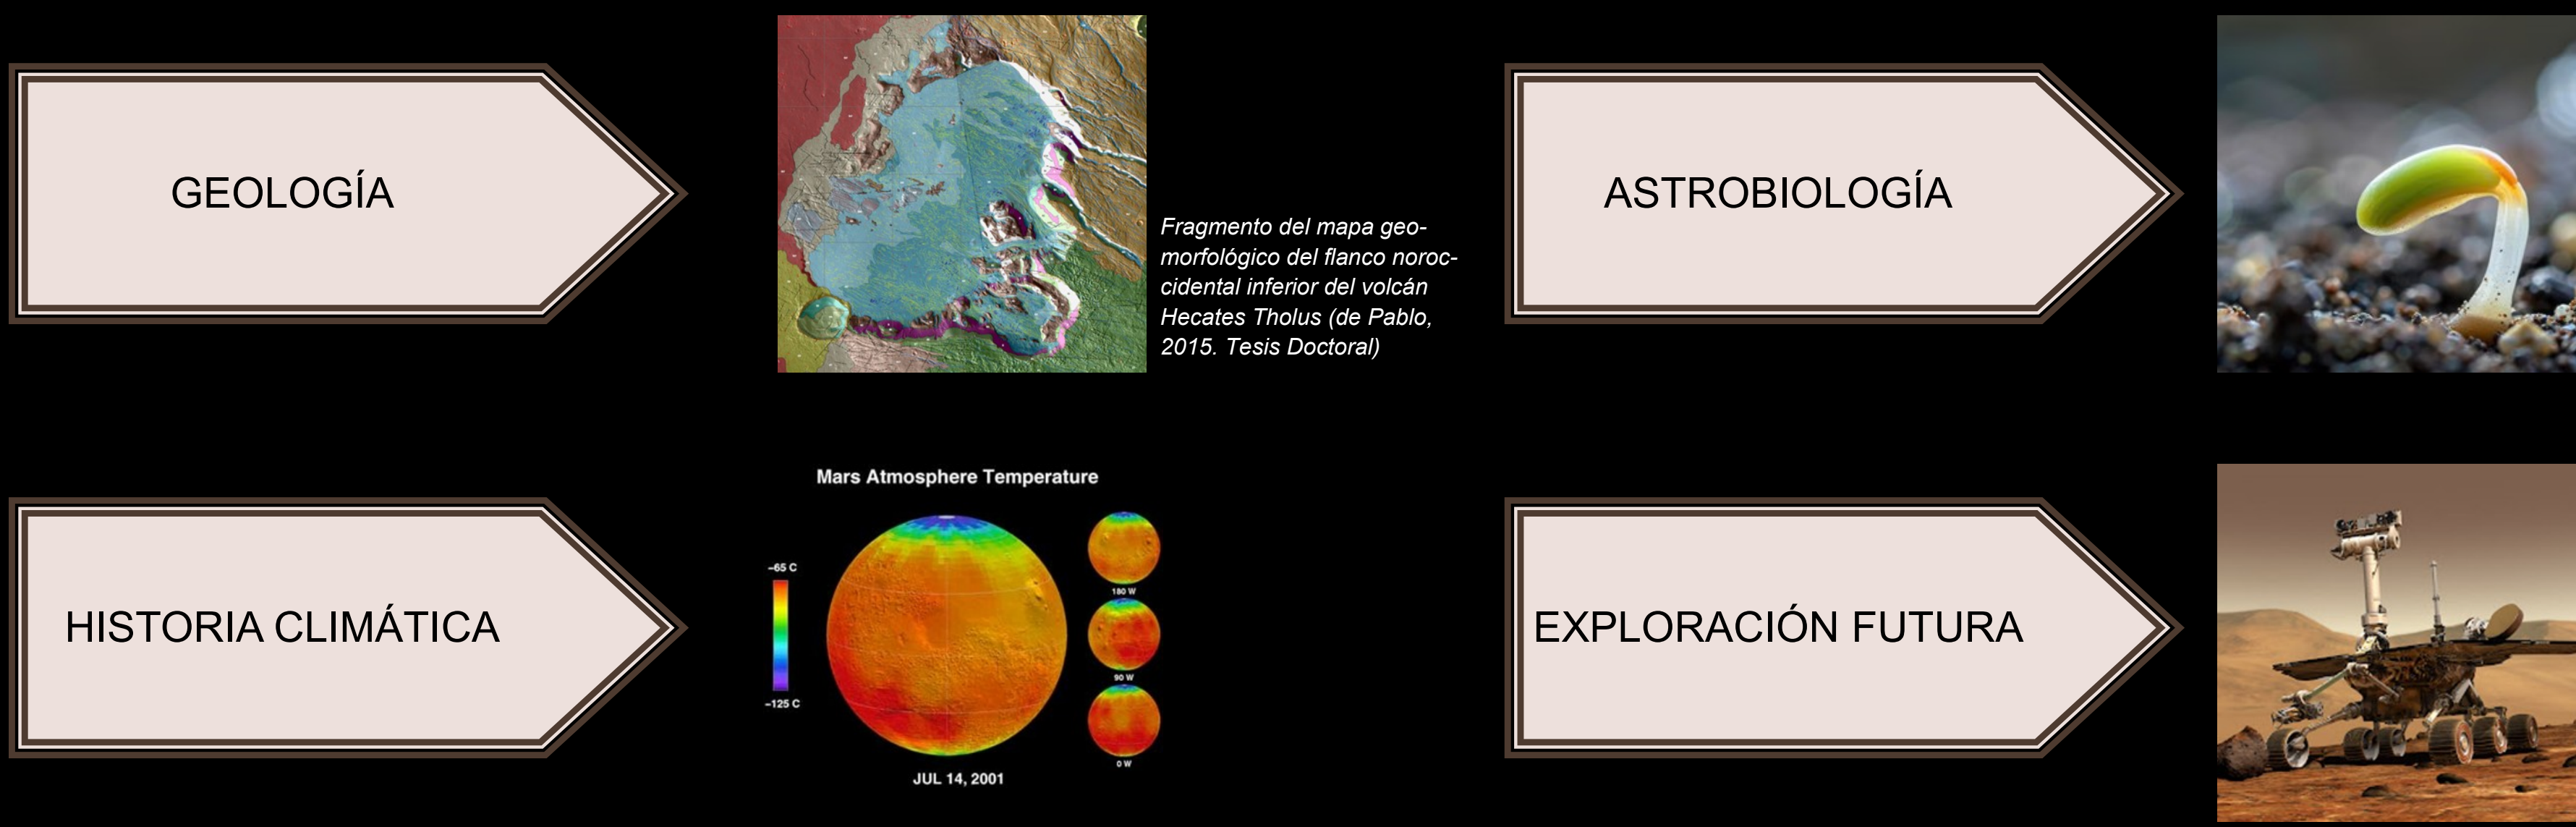 GEOLOGÍA
Fragmento del mapa geo-
morfológico del flanco noroc-
cidental inferior del volcán
Hecates Tholus (de Pablo,
2015. Tesis Doctoral)
ASTROBIOLOGÍA
HISTORIA CLIMÁTICA
Mars Atmosphere Temperature
-65 C
-125 C
180 W
90 W
0 W
JUL 14, 2001
EXPLORACIÓN FUTURA